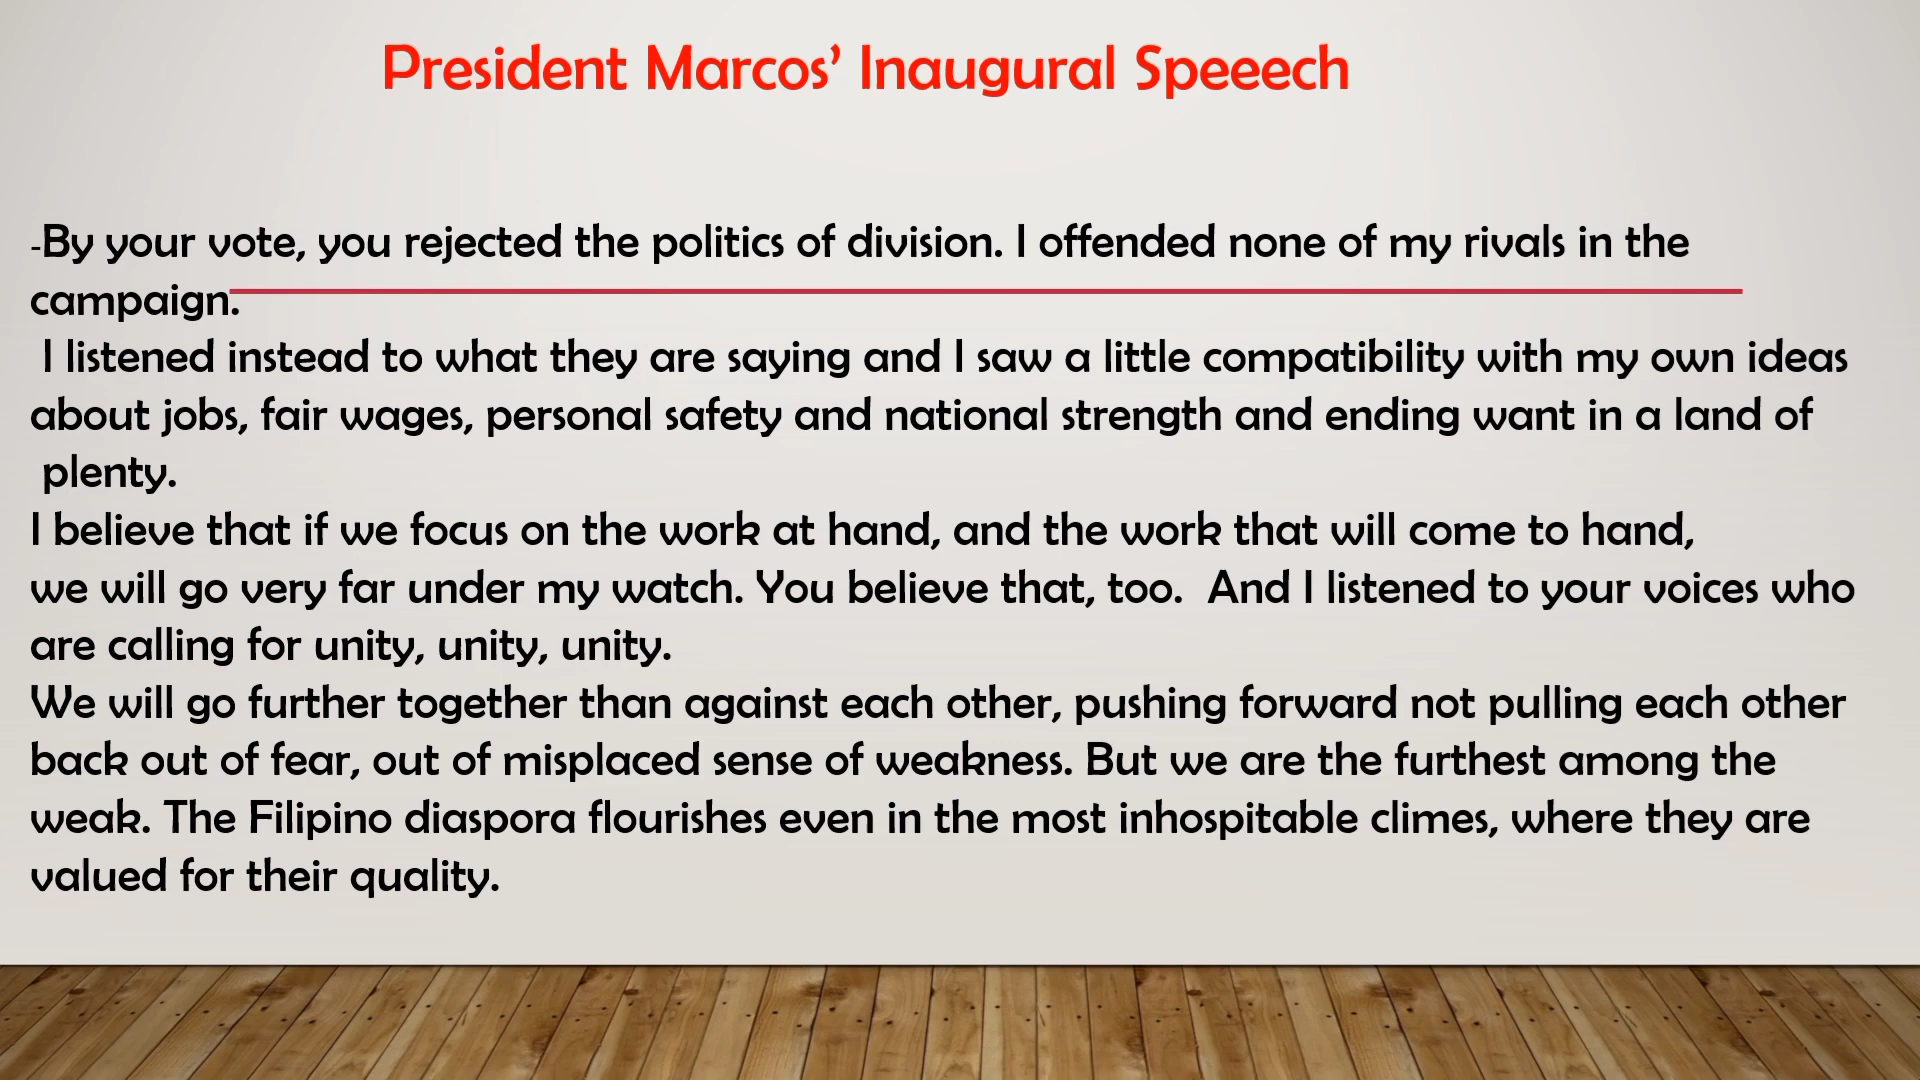 President Marcos’ Inaugural Speeech
-By your vote, you rejected the politics of division. I offended none of my rivals in the
campaign.
I listened instead to what they are saying and I saw a little compatibility with my own ideas
about jobs, fair wages, personal safety and national strength and ending want in a land of
plenty.
I believe that if we focus on the work at hand, and the work that will come to hand,
we will go very far under my watch. You believe that, too.  And I listened to your voices who
are calling for unity, unity, unity.
We will go further together than against each other, pushing forward not pulling each other
back out of fear, out of misplaced sense of weakness. But we are the furthest among the
weak. The Filipino diaspora flourishes even in the most inhospitable climes, where they are
valued for their quality.